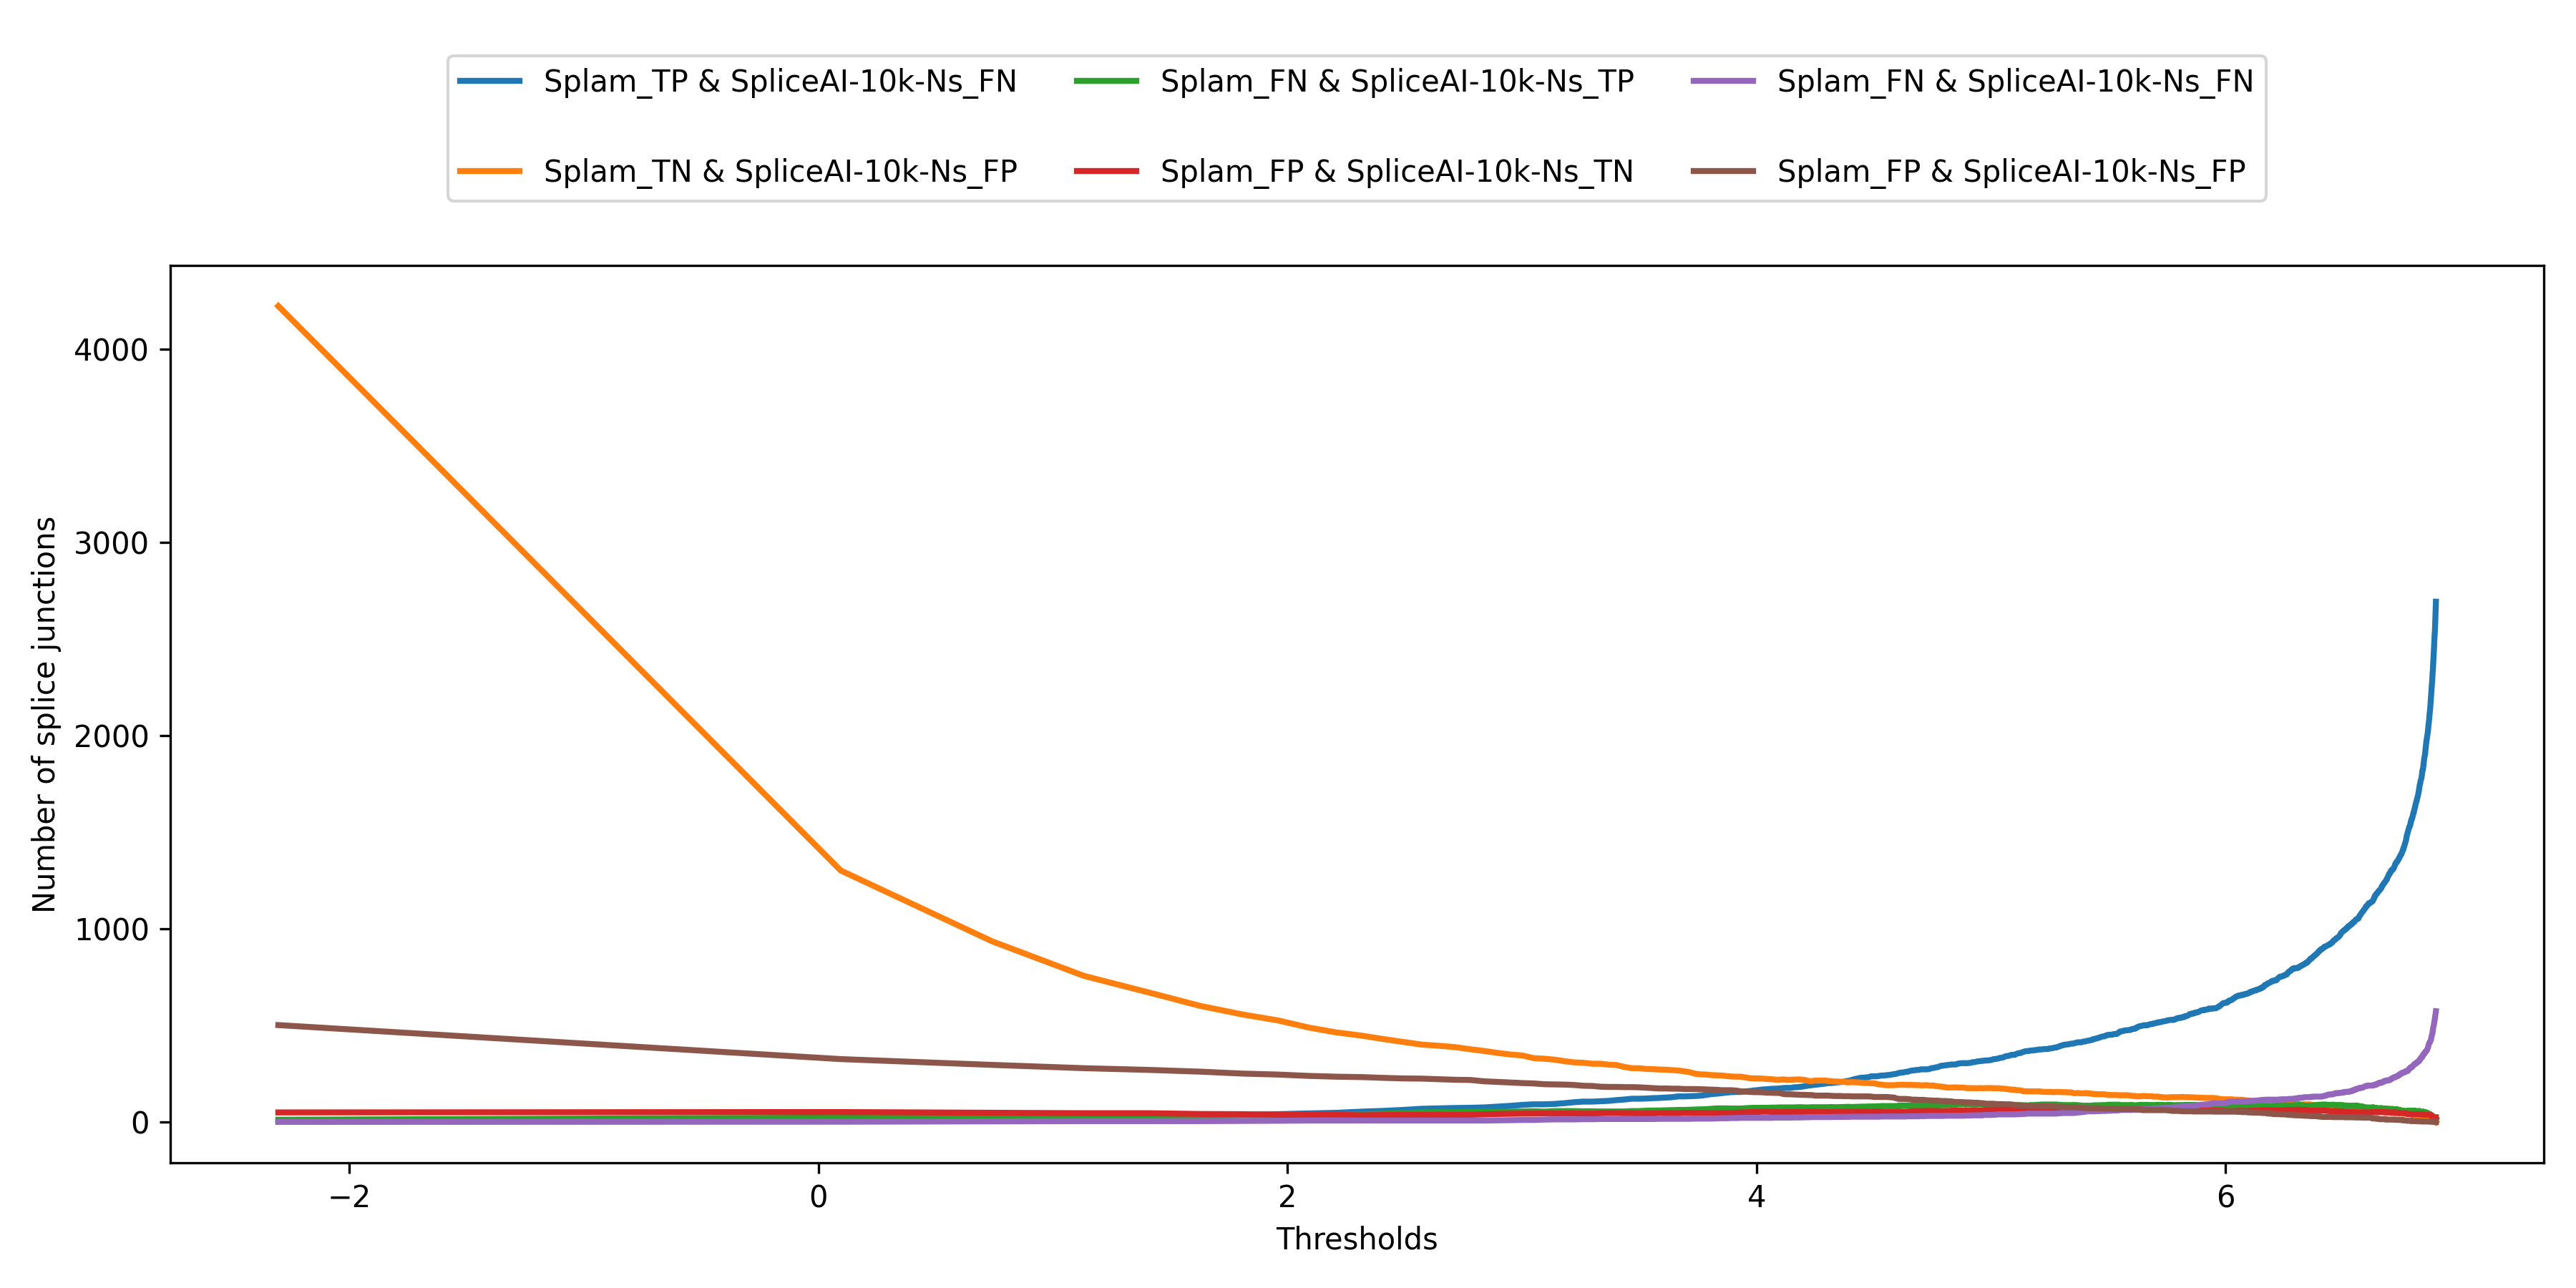 Splam_TP & SpliceAI-10k-Ns_FN Splam_FN & SpliceAI-10k-Ns_TP Splam_FN & SpliceAI-10k-Ns_FN
Splam_TN & SpliceAI-10k-Ns_FP Splam_FP & SpliceAI-10k-Ns_TN Splam_FP & SpliceAI-10k-Ns_FP
Number of splice junctions
4000
3000
2000
1000
0
−2 0 2 4 6
Thresholds